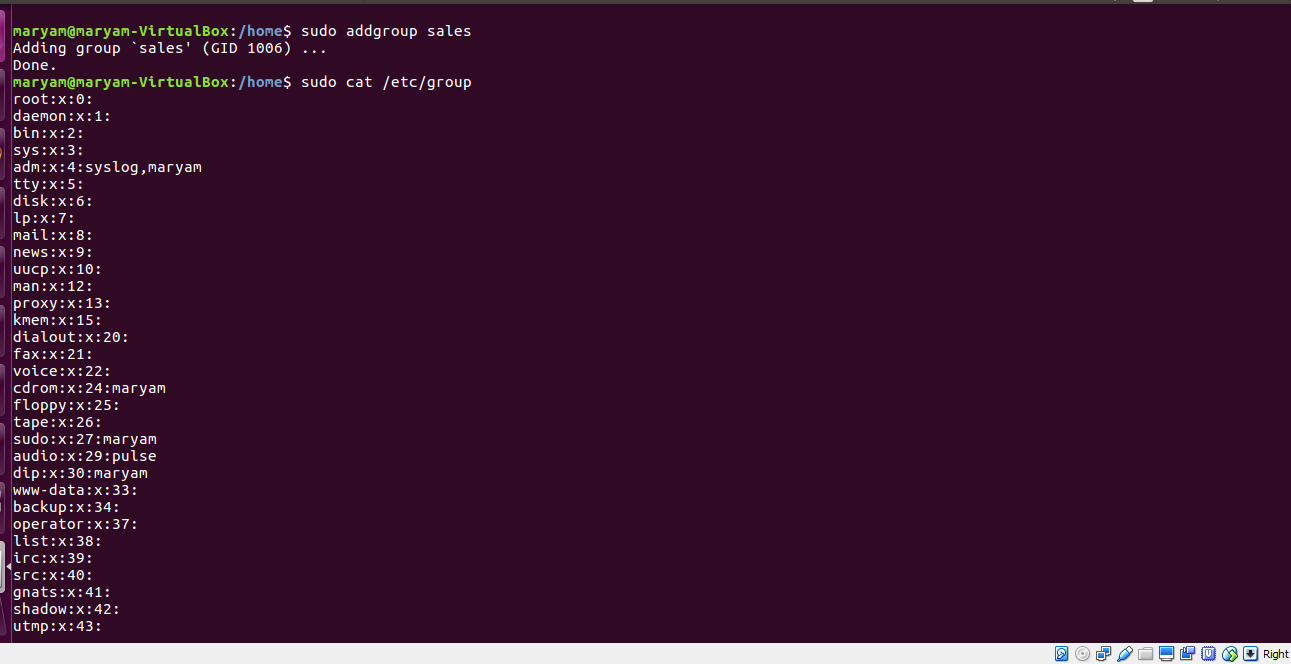 maryam@maryam-VirtualBox:/home$ sudo addgroup sales
Adding group `sales' (GID 1006) ...
Done.
maryam@maryam-VirtualBox:/home$ sudo cat /etc/group
root:x:0:
daemon:x:1:
bin:x:2:
sys:x:3:
adm:x:4:syslog,maryam
tty:x:5:
disk:x:6:
lp:x:7:
mail:x:8:
news:x:9:
uucp:x:10:
man:x:12:
proxy:x:13:
kmem:x:15:
dialout:x:20:
fax:x:21:
voice:x:22:
cdrom:x:24:maryam
floppy:x:25:
tape:x:26:
sudo:x:27:maryam
audio:x:29:pulse
dip:x:30:maryam
www-data:x:33:
backup:x:34:
operator:x:37:
list:x:38:
irc:x:39:
src:x:40:
gnats:x:41:
shadow:x:42:
utmp:x:43:
Right